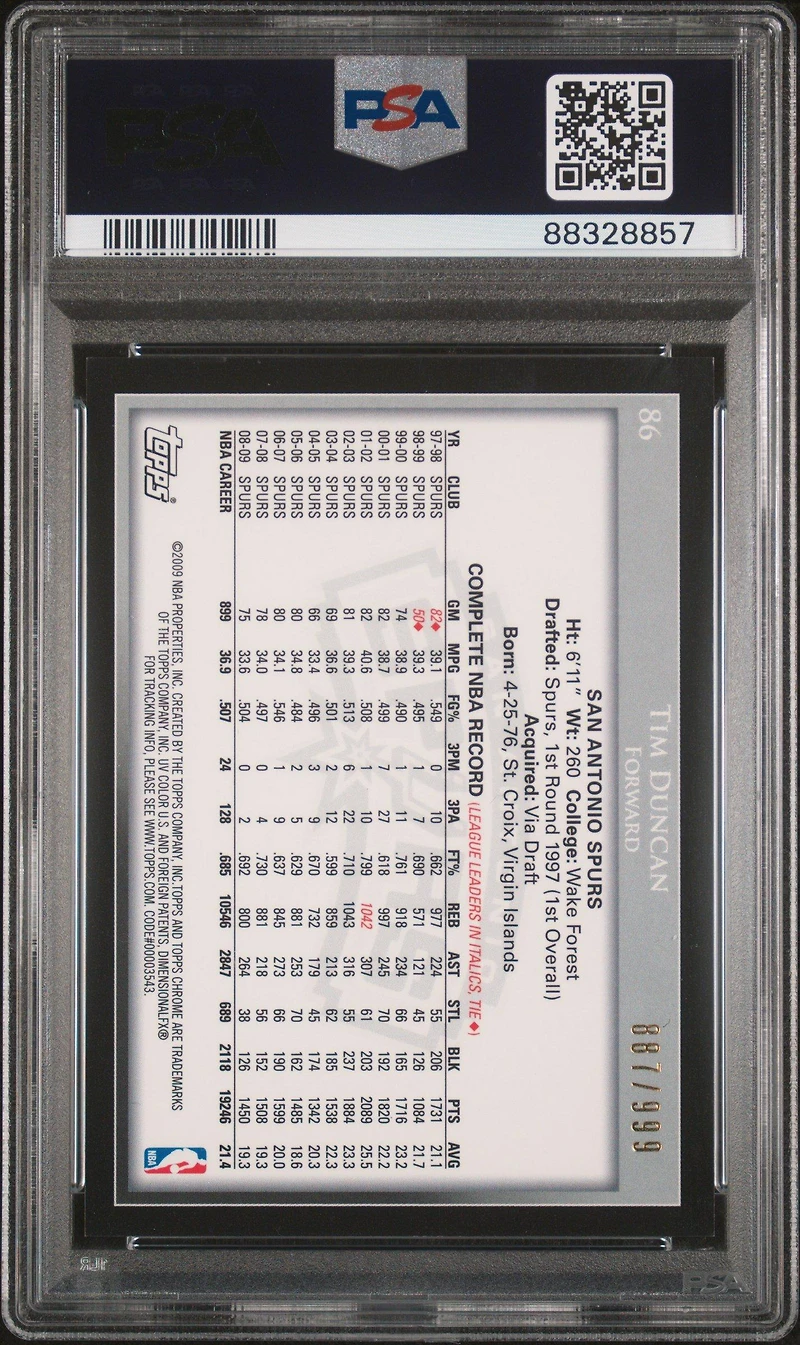 PSA
88328857
86
TIM DUNCAN
FORWARD
887/999
SAN ANTONIO SPURS
Ht: 6'11" Wt: 260 College: Wake Forest
Drafted: Spurs, 1st Round 1997 (1st Overall)
Acquired: Via Draft
Born: 4-25-76, St. Croix, Virgin Islands
COMPLETE NBA RECORD (LEAGUE LEADERS IN ITALICS, TIE ◆)
YR CLUB GM MPG FG% 3PM 3PA FT% REB AST STL BLK PTS AVG
97-98 SPURS 82◆ 39.1 .549 0 10 .662 977 224 55 206 1731 21.1
98-99 SPURS 50◆ 39.3 .495 1 7 .690 571 121 45 126 1084 21.7
99-00 SPURS 74 38.9 .490 1 11 .761 918 234 66 165 1716 23.2
00-01 SPURS 82 38.7 .499 7 27 .618 997 245 70 192 1820 22.2
01-02 SPURS 82 40.6 .508 1 10 .799 1042 307 61 203 2089 25.5
02-03 SPURS 81 39.3 .513 6 22 .710 1043 316 55 237 1884 23.3
03-04 SPURS 69 36.6 .501 2 12 .599 859 213 62 185 1538 22.3
04-05 SPURS 66 33.4 .496 3 9 .670 732 179 45 174 1342 20.3
05-06 SPURS 80 34.8 .484 2 5 .629 881 253 70 162 1485 18.6
06-07 SPURS 80 34.1 .546 1 9 .637 845 273 66 190 1599 20.0
07-08 SPURS 78 34.0 .497 0 4 .730 881 218 56 152 1508 19.3
08-09 SPURS 75 33.6 .504 0 2 .692 800 264 38 126 1450 19.3
NBA CAREER 899 36.9 .507 24 128 .685 10546 2847 689 2118 19246 21.4
topps®
©2009 NBA PROPERTIES, INC. CREATED BY THE TOPPS COMPANY, INC. TOPPS AND TOPPS CHROME ARE TRADEMARKS
OF THE TOPPS COMPANY, INC. UV COLOR U.S. AND FOREIGN PATENTS, DIMENSIONALFX®
FOR TRACKING INFO, PLEASE SEE WWW.TOPPS.COM. CODE#00003543.
NBA
PSA